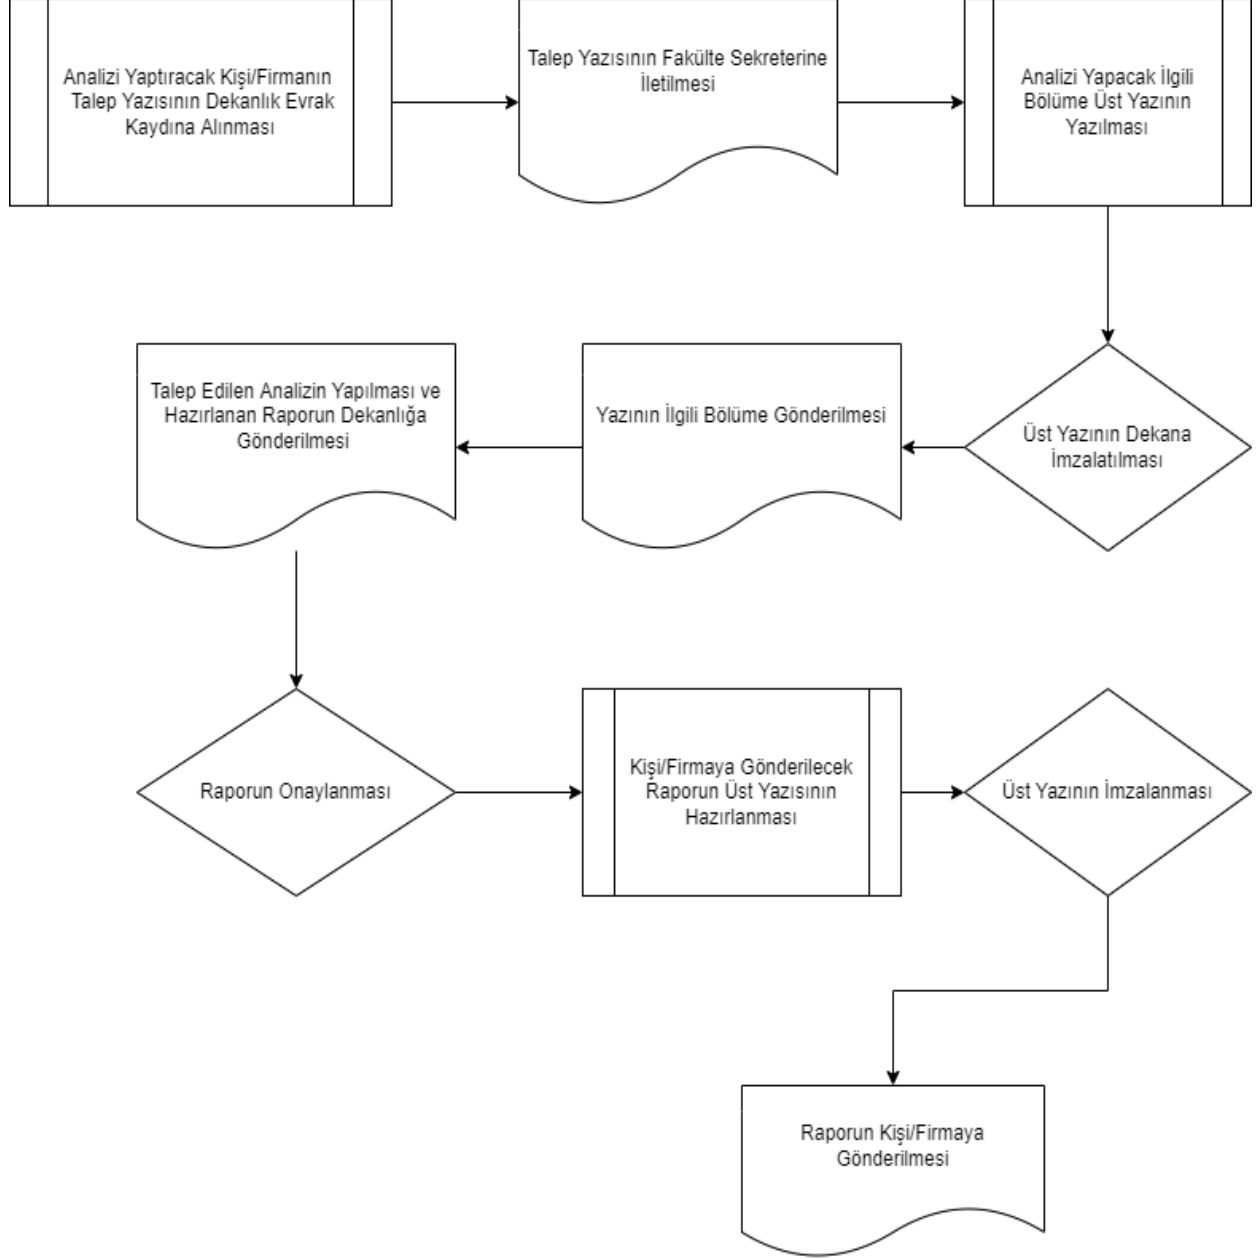 Analizi Yaptıracak Kişi/Firmanın
Talep Yazısının Dekanlık Evrak
Kaydına Alınması
Talep Yazısının Fakülte Sekreterine
İletilmesi
Analizi Yapacak İlgili
Bölüme Üst Yazının
Yazılması
Üst Yazının Dekana
İmzalatılması
Yazının İlgili Bölüme Gönderilmesi
Talep Edilen Analizin Yapılması ve
Hazırlanan Raporun Dekanlığa
Gönderilmesi
Raporun Onaylanması
Kişi/Firmaya Gönderilecek
Raporun Üst Yazısının
Hazırlanması
Üst Yazının İmzalanması
Raporun Kişi/Firmaya
Gönderilmesi